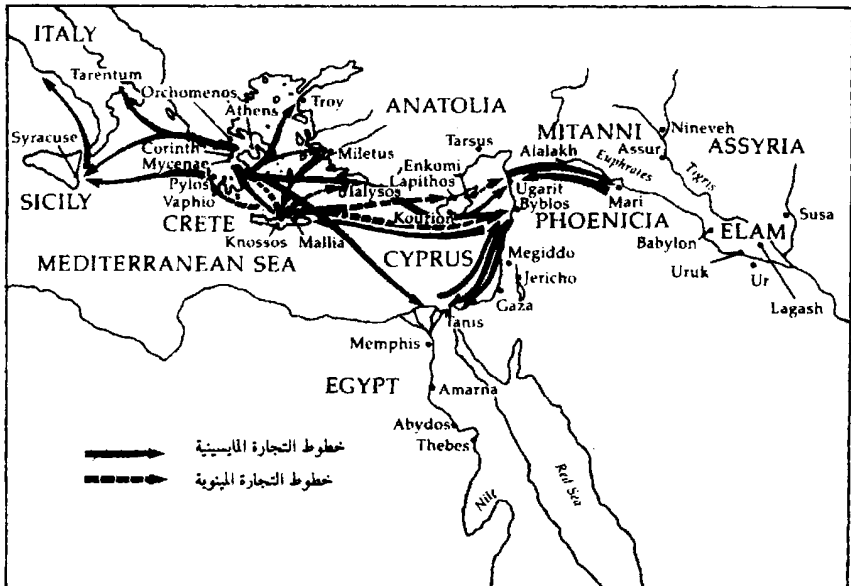 ITALY
Tarentum
Orchomenos
Athens
Troy
ANATOLIA
Syracuse
Corinth
Mycenae
Pylos
Vaphio
SICILY
CRETE
Knossos
Mallia
MEDITERRANEAN SEA
Miletus
Ialysos
Tarsus
Enkomi
Lapithos
Kourion
CYPRUS
MITANNI
Alalakh
Euphrates
Ugarit
Byblos
PHOENICIA
Mari
Nineveh
Assur
ASSYRIA
Tigris
Susa
ELAM
Babylon
Uruk
Ur
Lagash
Megiddo
Jericho
Gaza
Tanis
Memphis
EGYPT
Amarna
Abydos
Thebes
Nile
Red Sea
خطوط التجارة المايسينية
خطوط التجارة المينوية